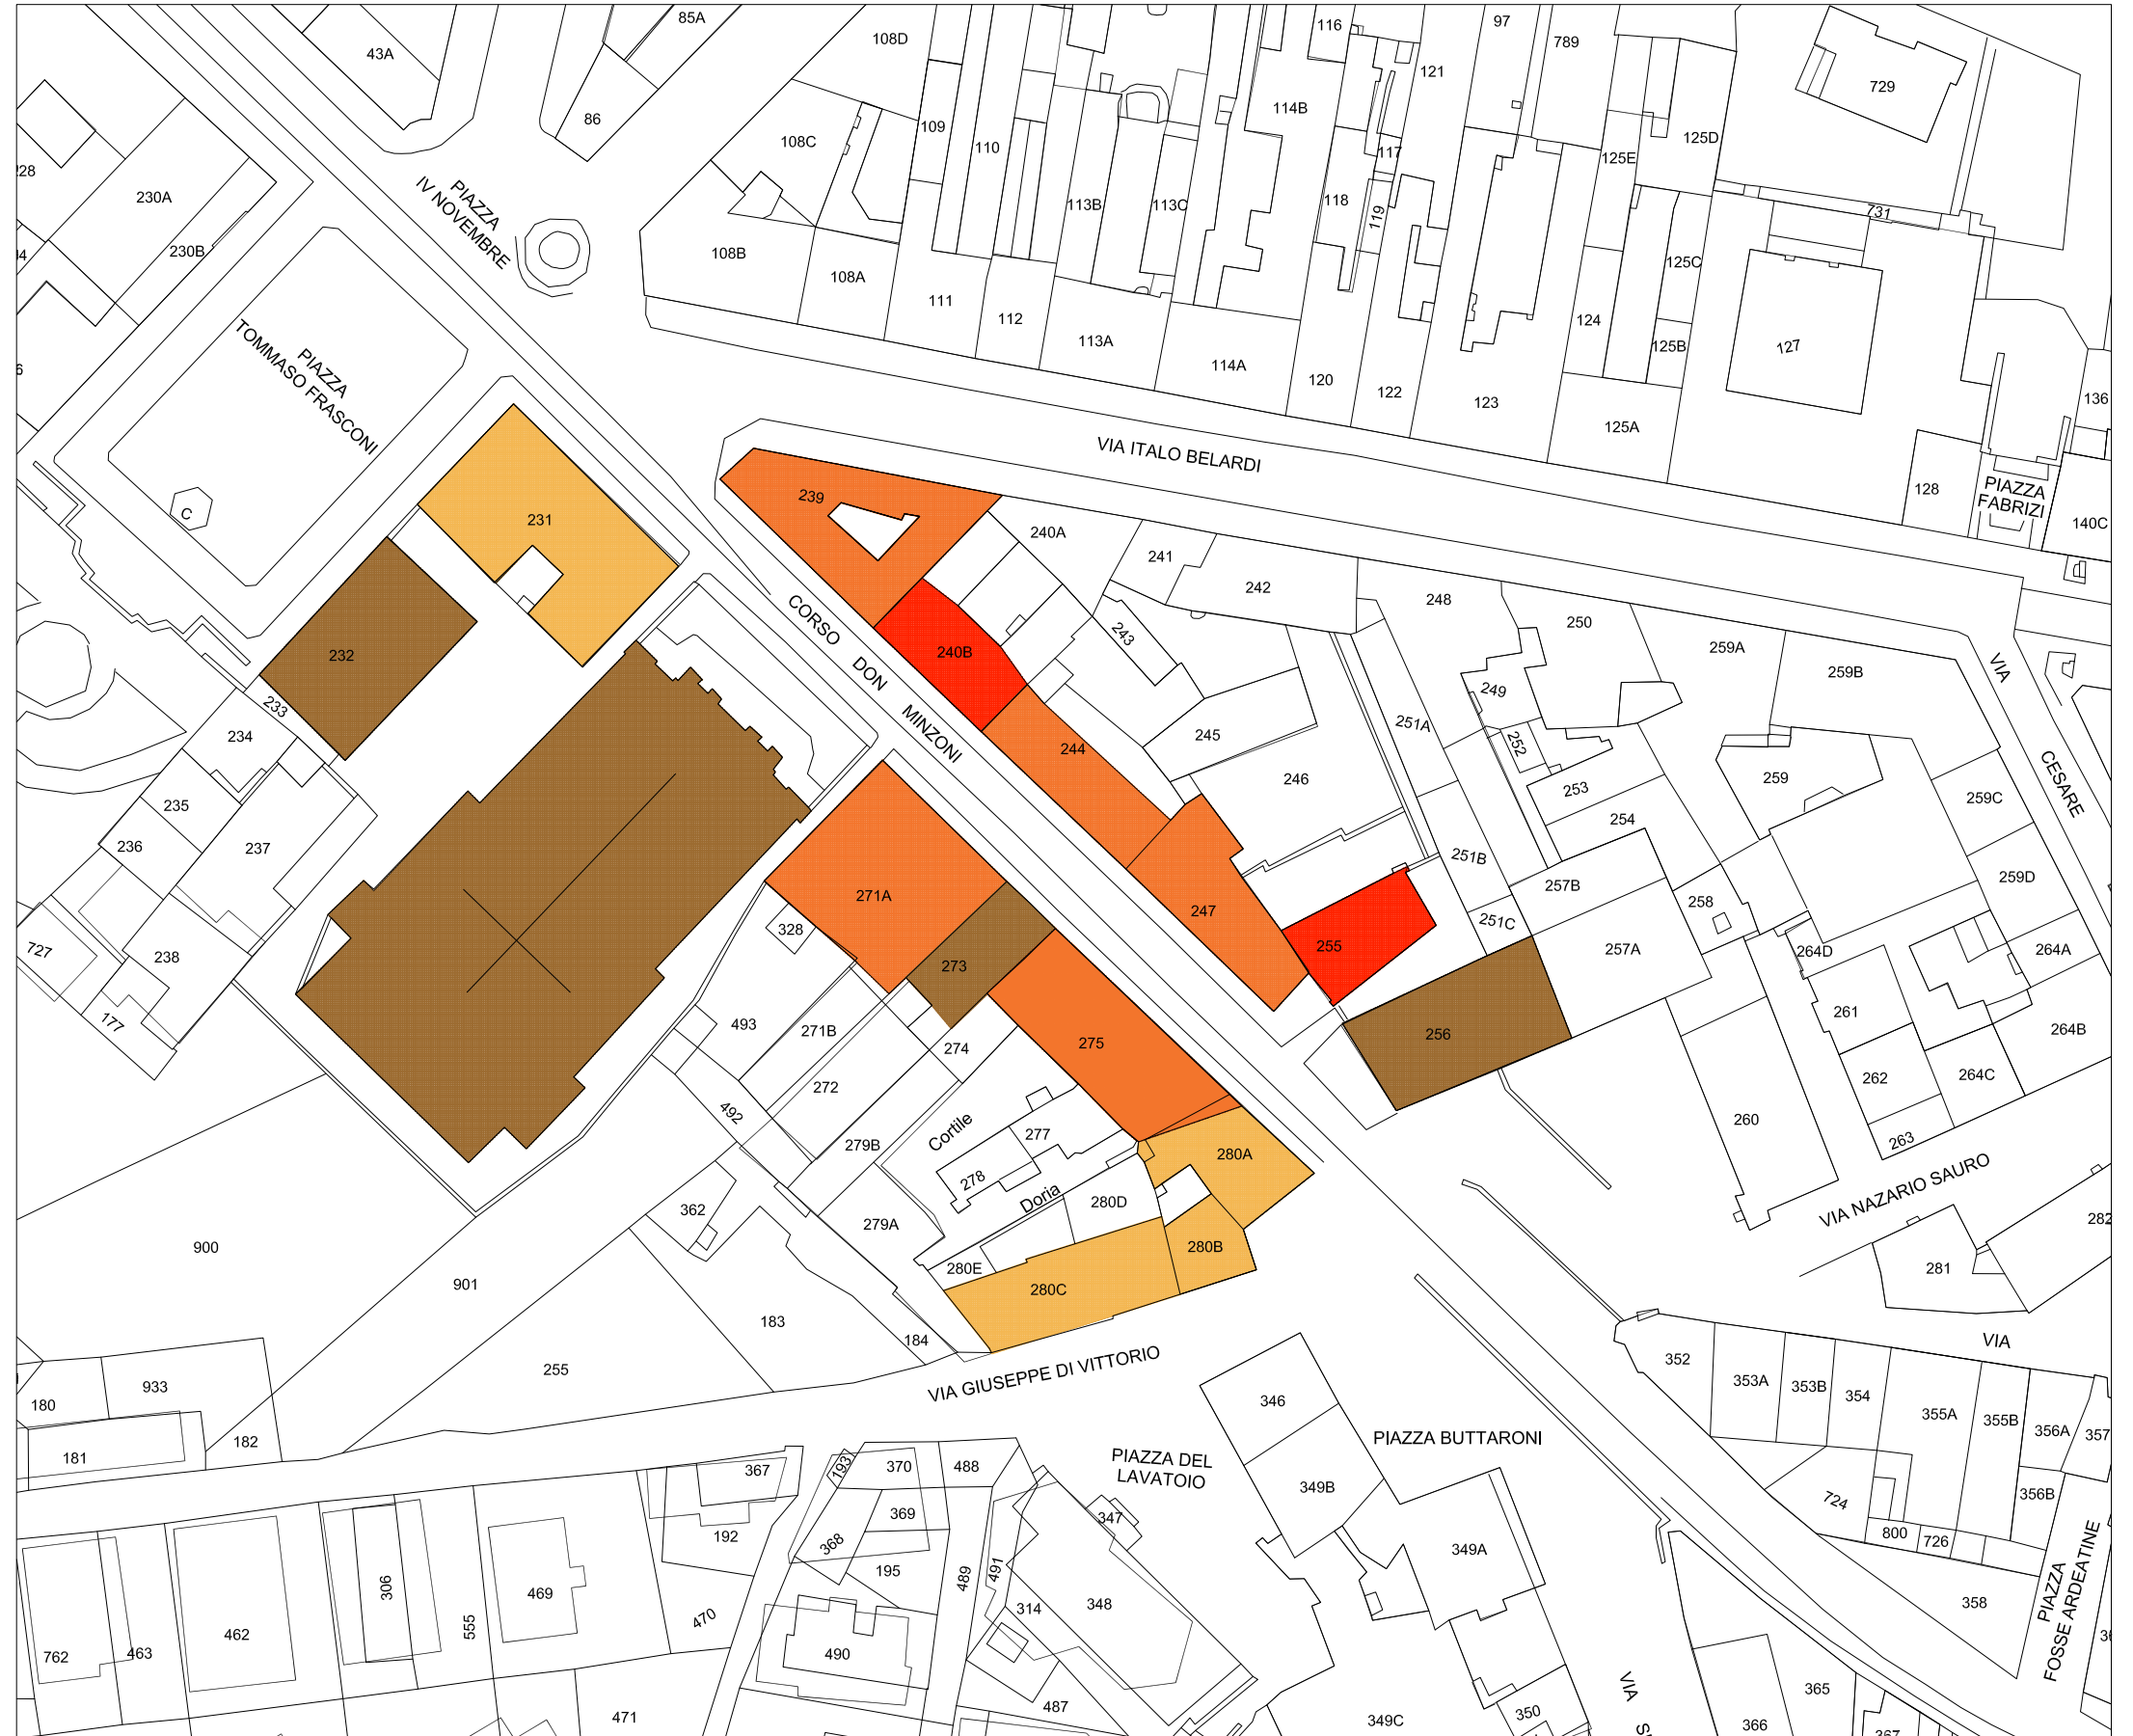 85A
43A
86
108D
116
97
789
121
729
114B
109
110
108C
117
125E
125D
230A
230B
PIAZZA
IV NOVEMBRE
113B
113C
118
119
731
108B
108A
125C
111
112
113A
114A
124
125B
127
PIAZZA
TOMMASO FRASCONI
120
122
123
125A
136
VIA ITALO BELARDI
128
PIAZZA
FABRIZI
140C
C
231
239
240A
241
242
248
250
259A
259B
232
233
234
CORSO DON MINZONI
240B
243
249
VIA CESARE
244
245
246
251A
252
253
254
259
259C
235
236
237
238
727
177
271A
328
247
251B
251C
257B
257A
258
259D
255
264D
264A
273
256
261
264B
493
271B
272
274
275
262
264C
263
260
492
279B
Cortile
277
278
Doria
280A
280D
280B
280E
280C
279A
362
VIA NAZARIO SAURO
281
282
900
901
183
184
255
933
180
181
182
VIA GIUSEPPE DI VITTORIO
352
353A
353B
354
355A
355B
356A
357
356B
VIA
346
PIAZZA BUTTARONI
PIAZZA DEL
LAVATOIO
349B
349A
724
800
726
358
PIAZZA
FOSSE ARDEATINE
367
193
370
488
369
368
192
195
347
348
489
491
314
306
469
555
470
462
463
762
490
487
471
349C
350
VIA
365
366
367